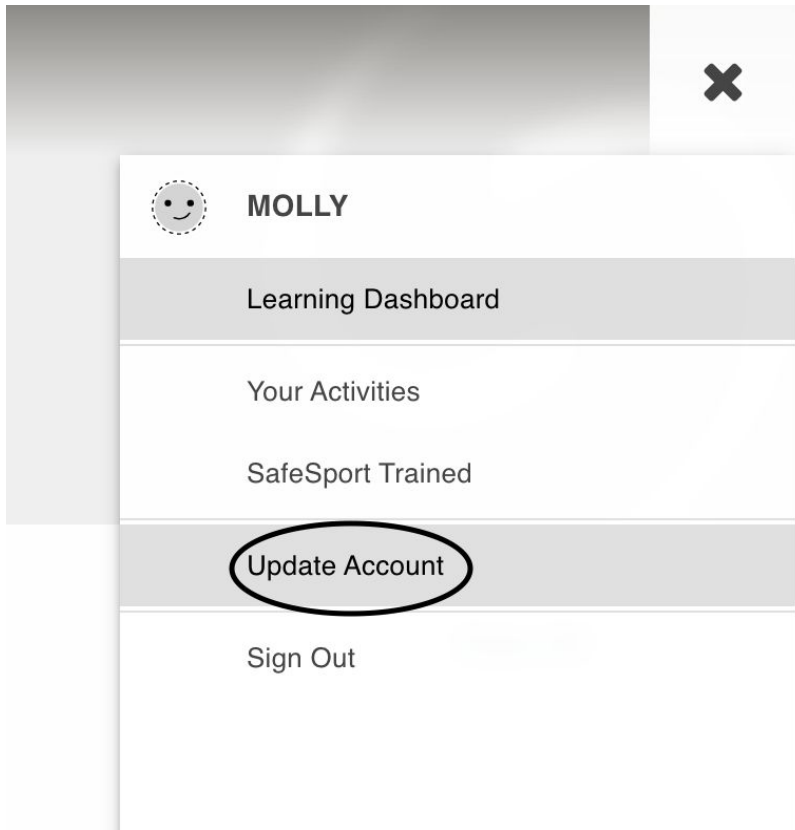 MOLLY
Learning Dashboard
Your Activities
SafeSport Trained
Update Account
Sign Out